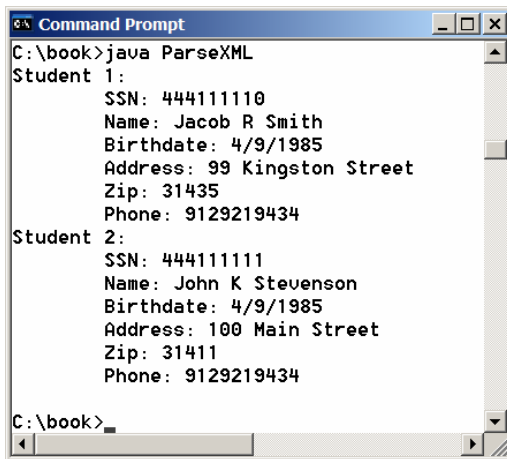 Command Prompt
C:\book>java ParseXML
Student 1:
SSN: 444111110
Name: Jacob R Smith
Birthdate: 4/9/1985
Address: 99 Kingston Street
Zip: 31435
Phone: 9129219434
Student 2:
SSN: 444111111
Name: John K Stevenson
Birthdate: 4/9/1985
Address: 100 Main Street
Zip: 31411
Phone: 9129219434
C:\book>_